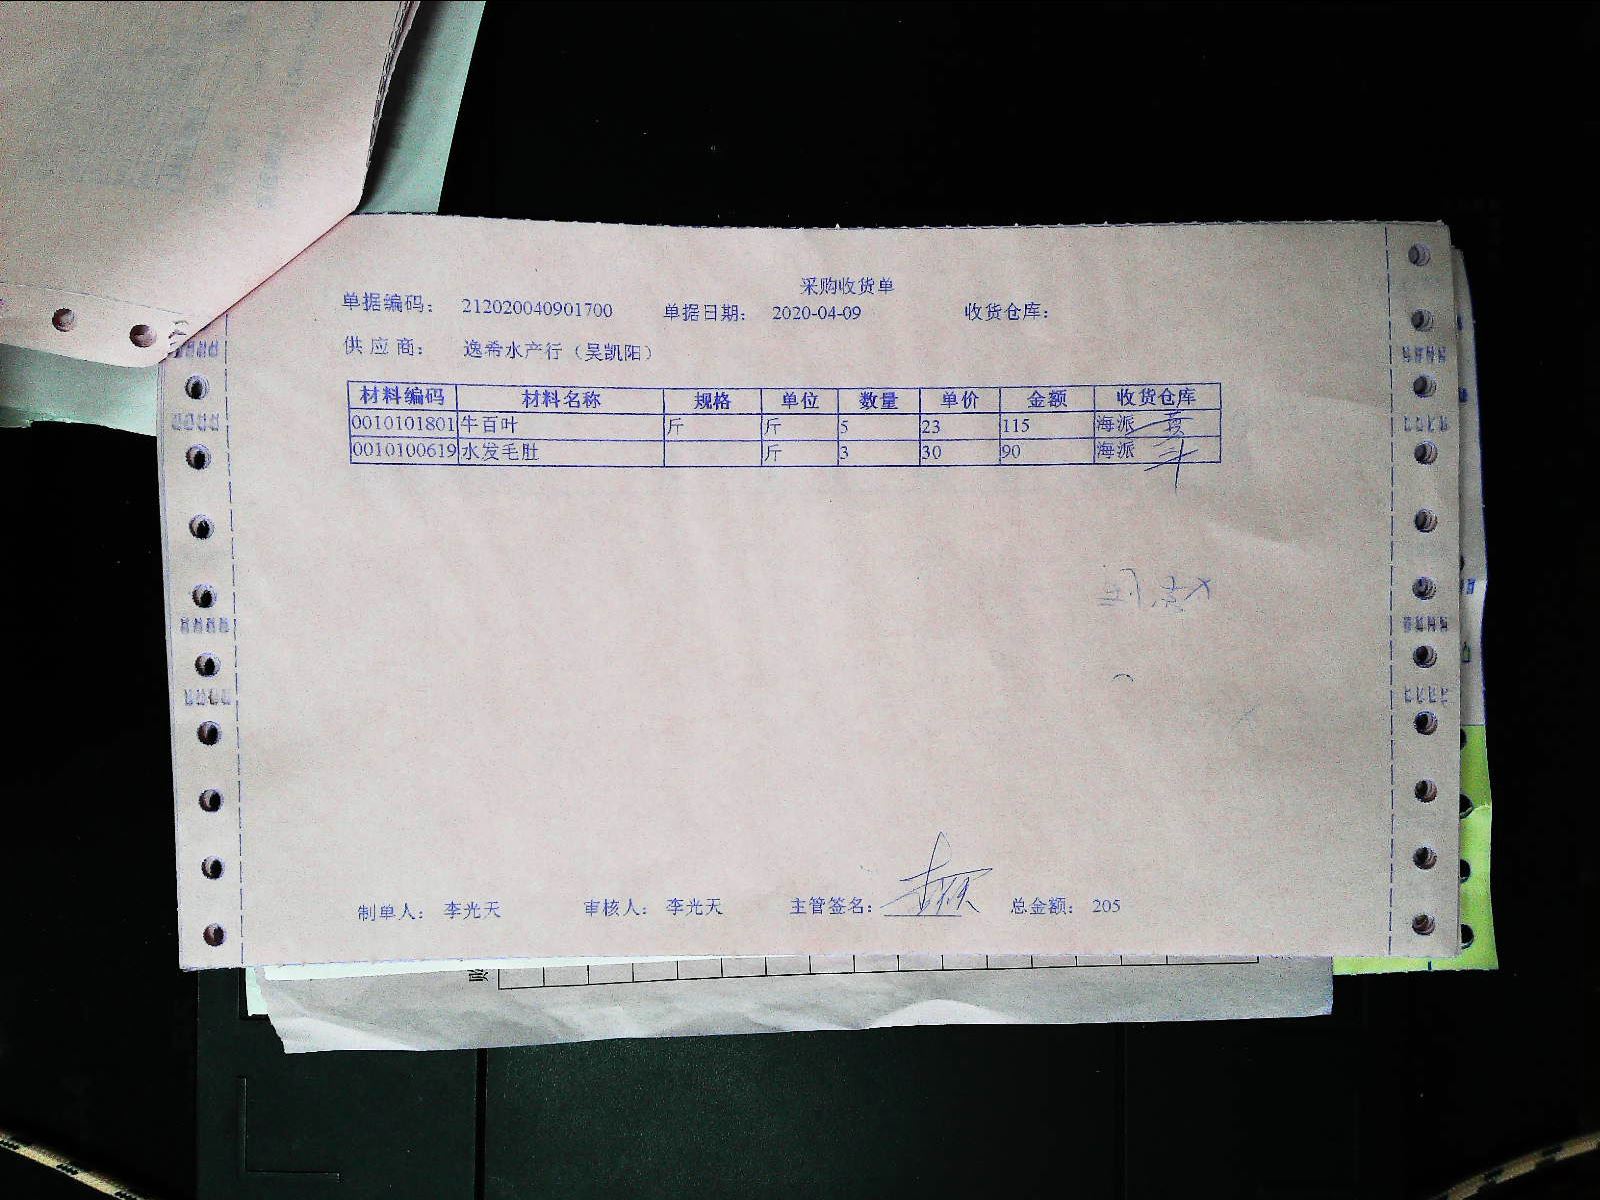 采购收货单
单据编码： 212020040901700 单据日期： 2020-04-09 收货仓库：
供 应 商： 逸希水产行（吴凯阳）
材料编码 材料名称 规格 单位 数量 单价 金额 收货仓库
0010101801 牛百叶 斤 斤 5 23 115 海派
0010100619 水发毛肚 斤 3 30 90 海派
制单人： 李光天 审核人： 李光天 主管签名： 总金额： 205